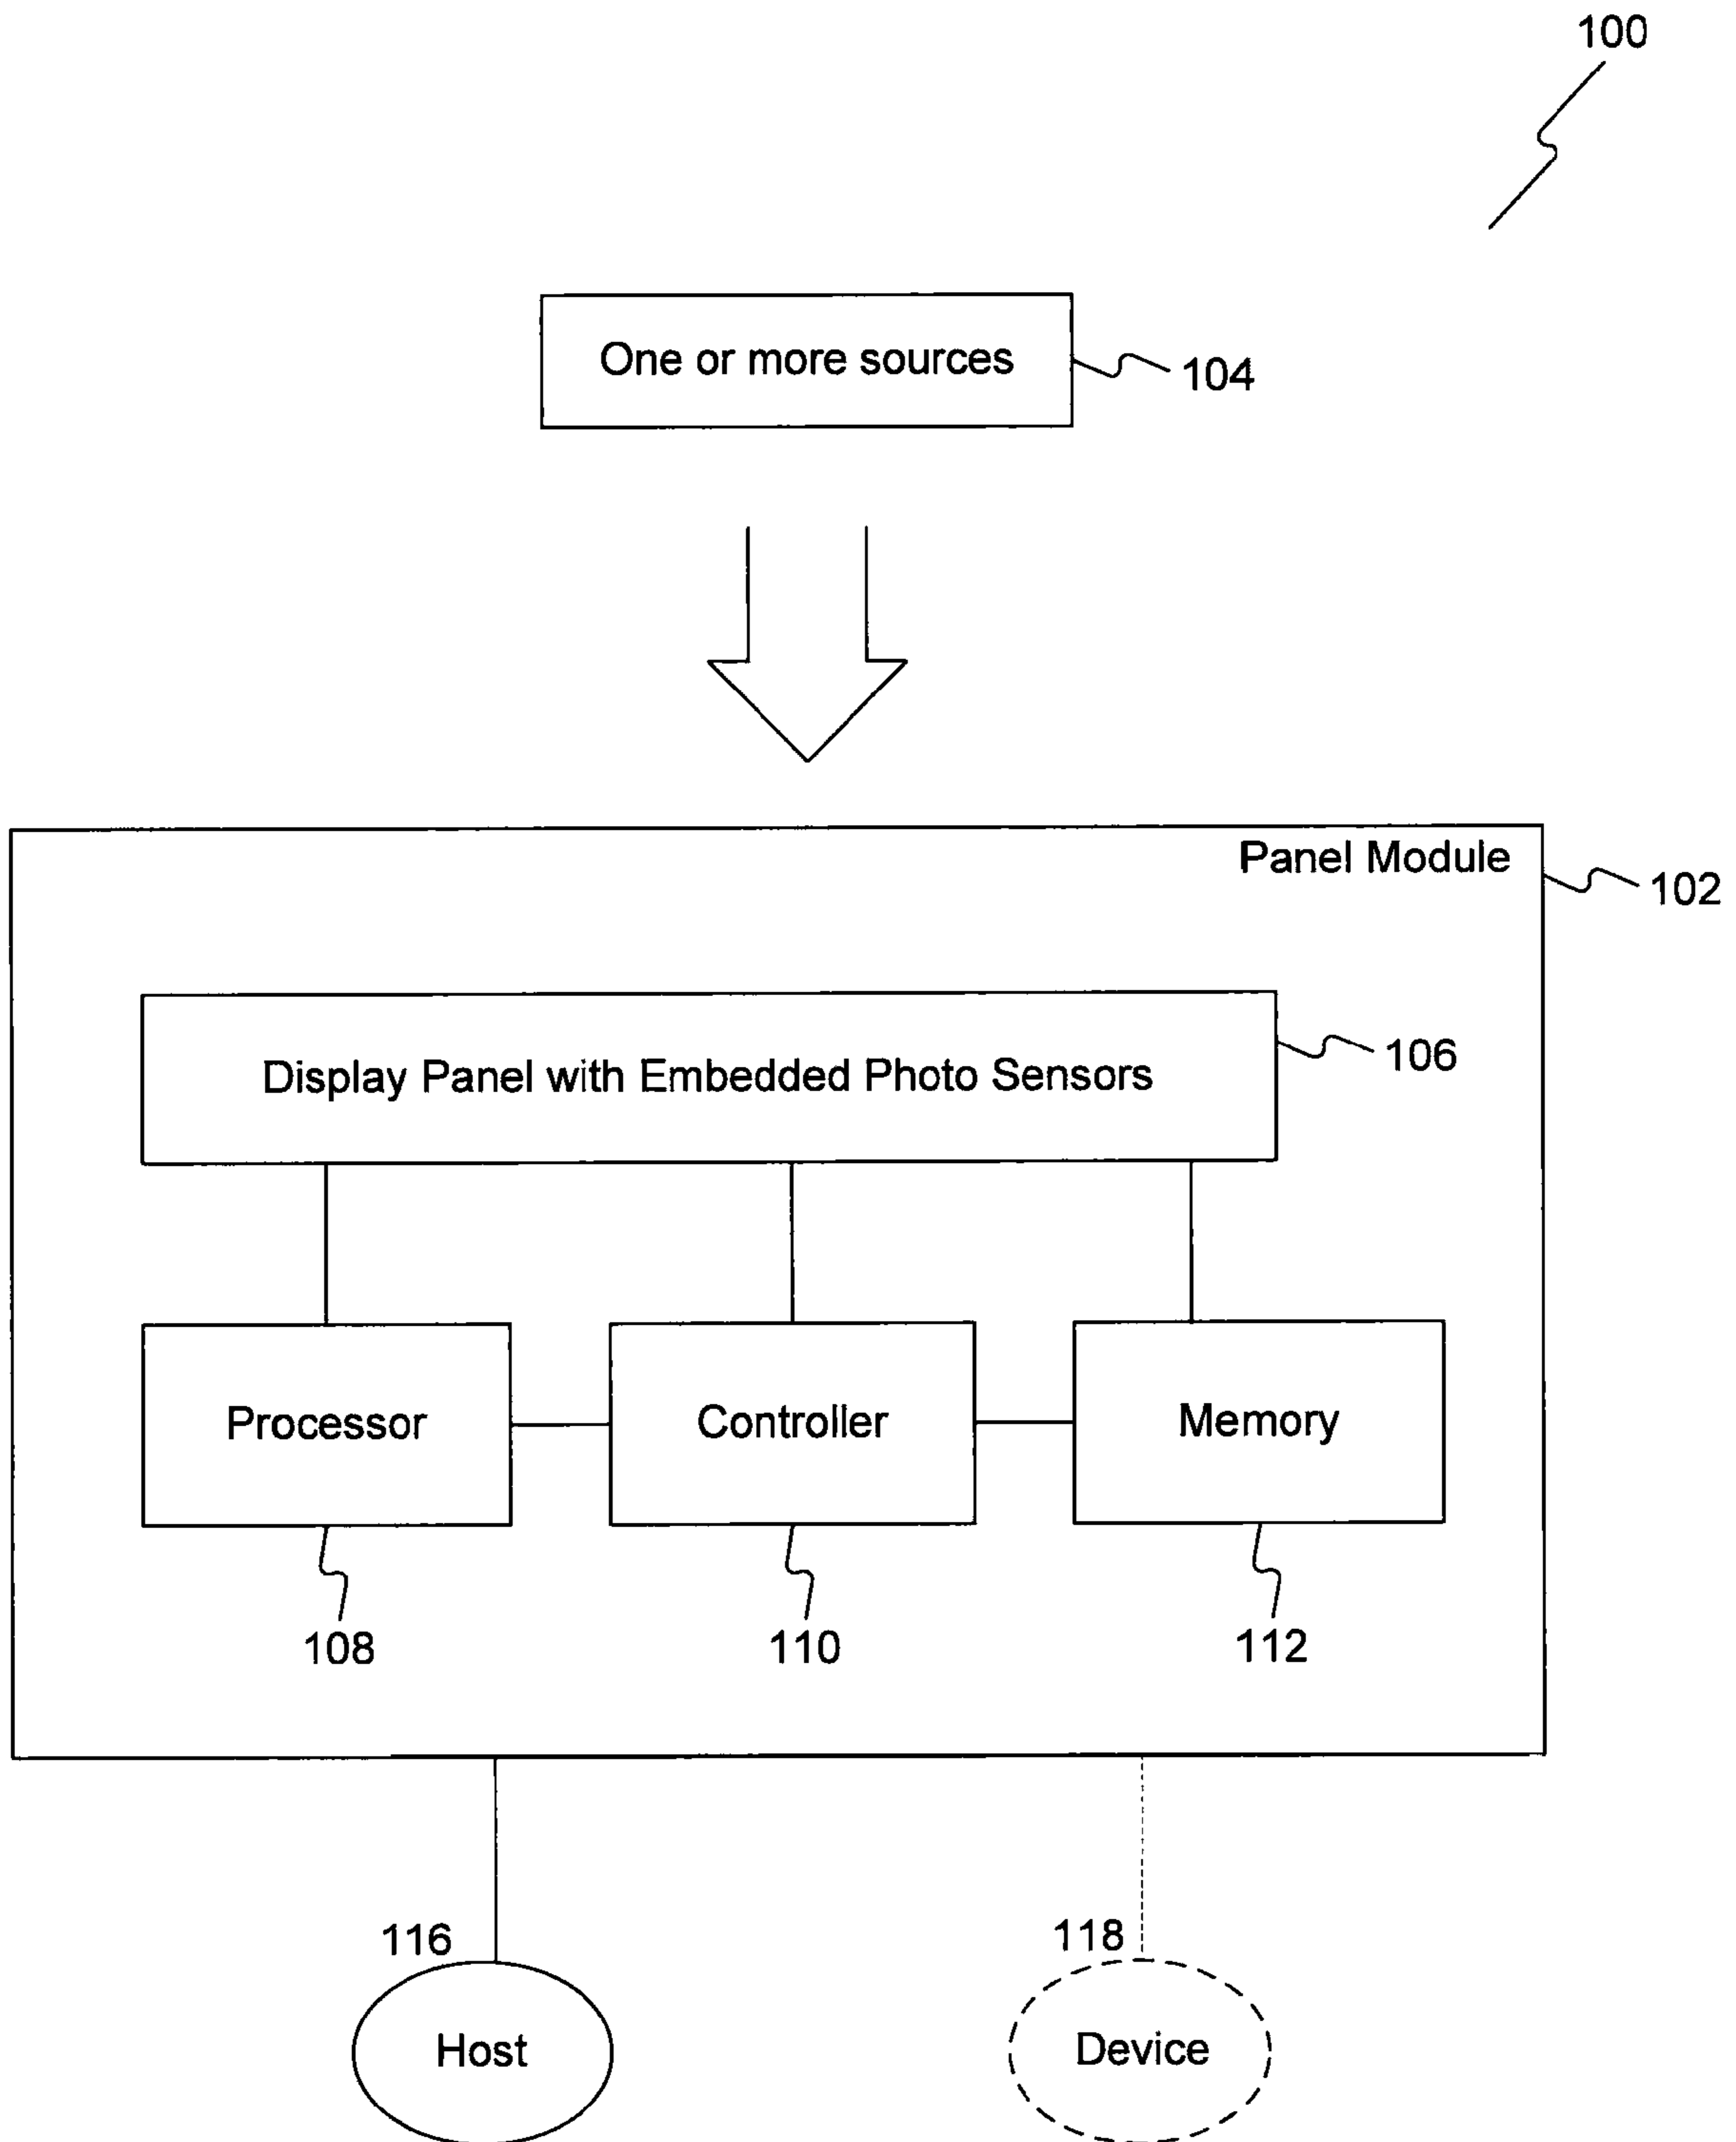 100
One or more sources
104
Panel Module
102
Display Panel with Embedded Photo Sensors
106
Processor
Controller
Memory
108
110
112
116
118
Host
Device